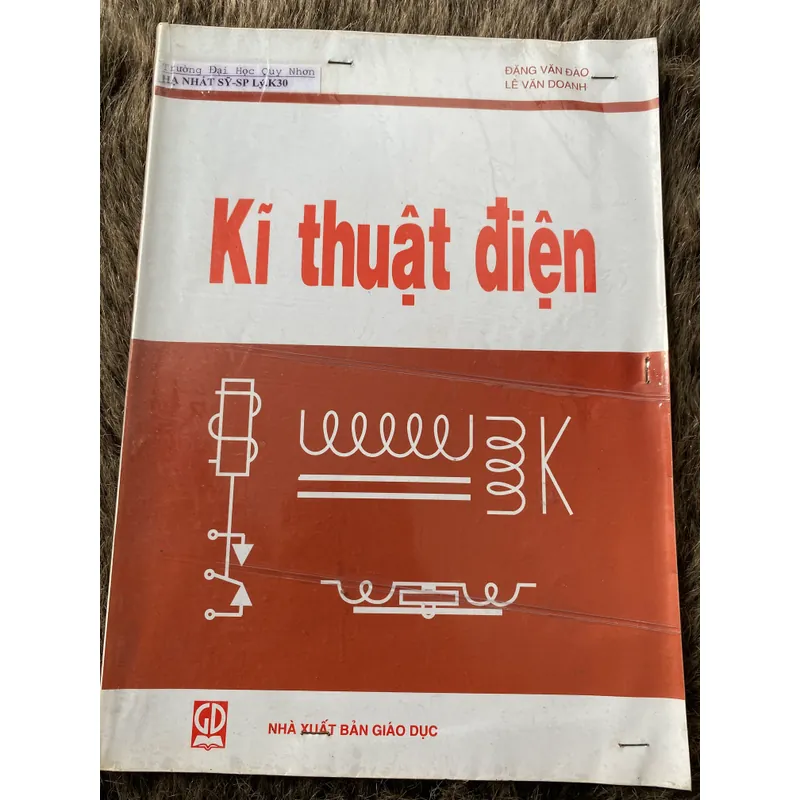 Trường Đại Học Quy Nhơn
HẠ NHẤT SỸ-SP Lý.K30
ĐẶNG VĂN ĐÀO
LÊ VĂN DOANH
Kĩ thuật điện
K
GD
NHÀ XUẤT BẢN GIÁO DỤC